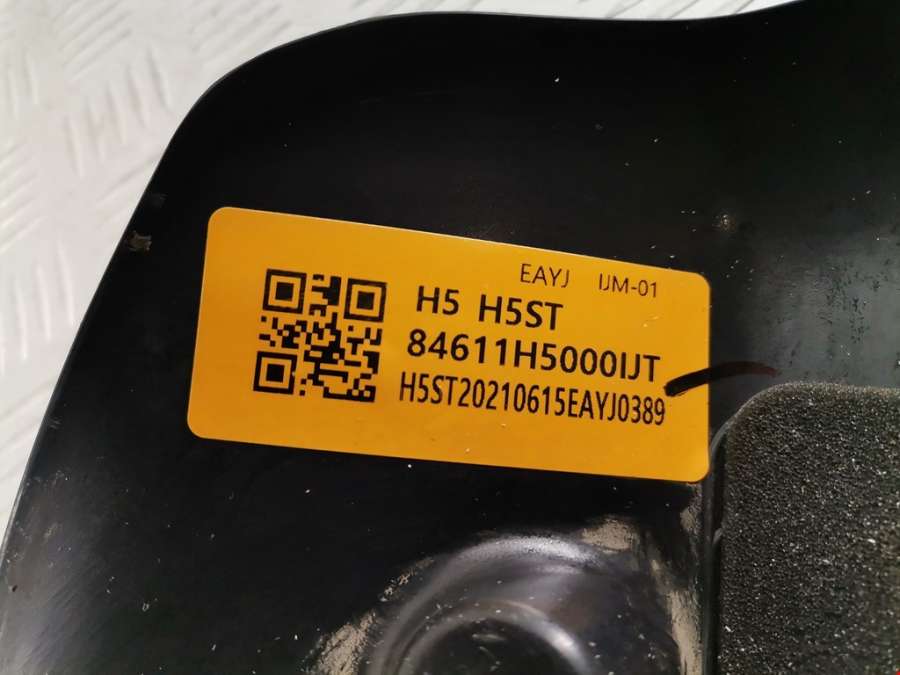 EAYJ IJM-01
H5 H5ST
84611H5000IJT
H5ST20210615EAYJ0389